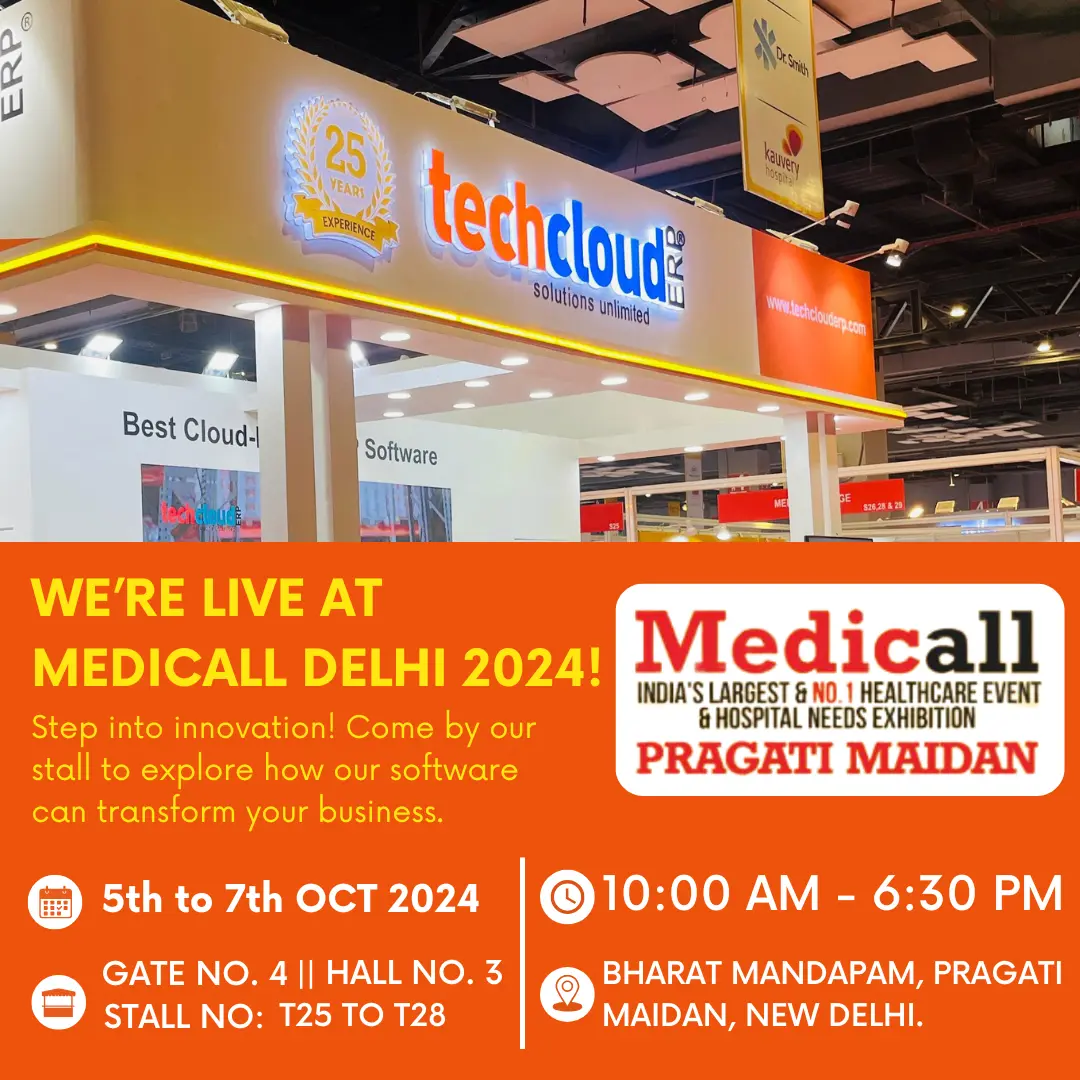 ERP®
Dr. Smith
kauvery
hospital
25
YEARS
EXPERIENCE
techcloud ERP®
solutions unlimited
www.techclouderp.com
Best Cloud-
Software
techcloud ERP
S25
S26,28 & 29
WE’RE LIVE AT
MEDICALL DELHI 2024!
Step into innovation! Come by our
stall to explore how our software
can transform your business.
Medicall
INDIA'S LARGEST & NO. 1 HEALTHCARE EVENT
& HOSPITAL NEEDS EXHIBITION
PRAGATI MAIDAN
5th to 7th OCT 2024
10:00 AM - 6:30 PM
GATE NO. 4 || HALL NO. 3
STALL NO: T25 TO T28
BHARAT MANDAPAM, PRAGATI
MAIDAN, NEW DELHI.